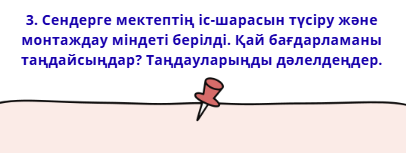 3. Сендерге мектептің іс-шарасын түсіру және
монтаждау міндеті берілді. Қай бағдарламаны
таңдайсыңдар? Таңдауларыңды дәлелдеңдер.